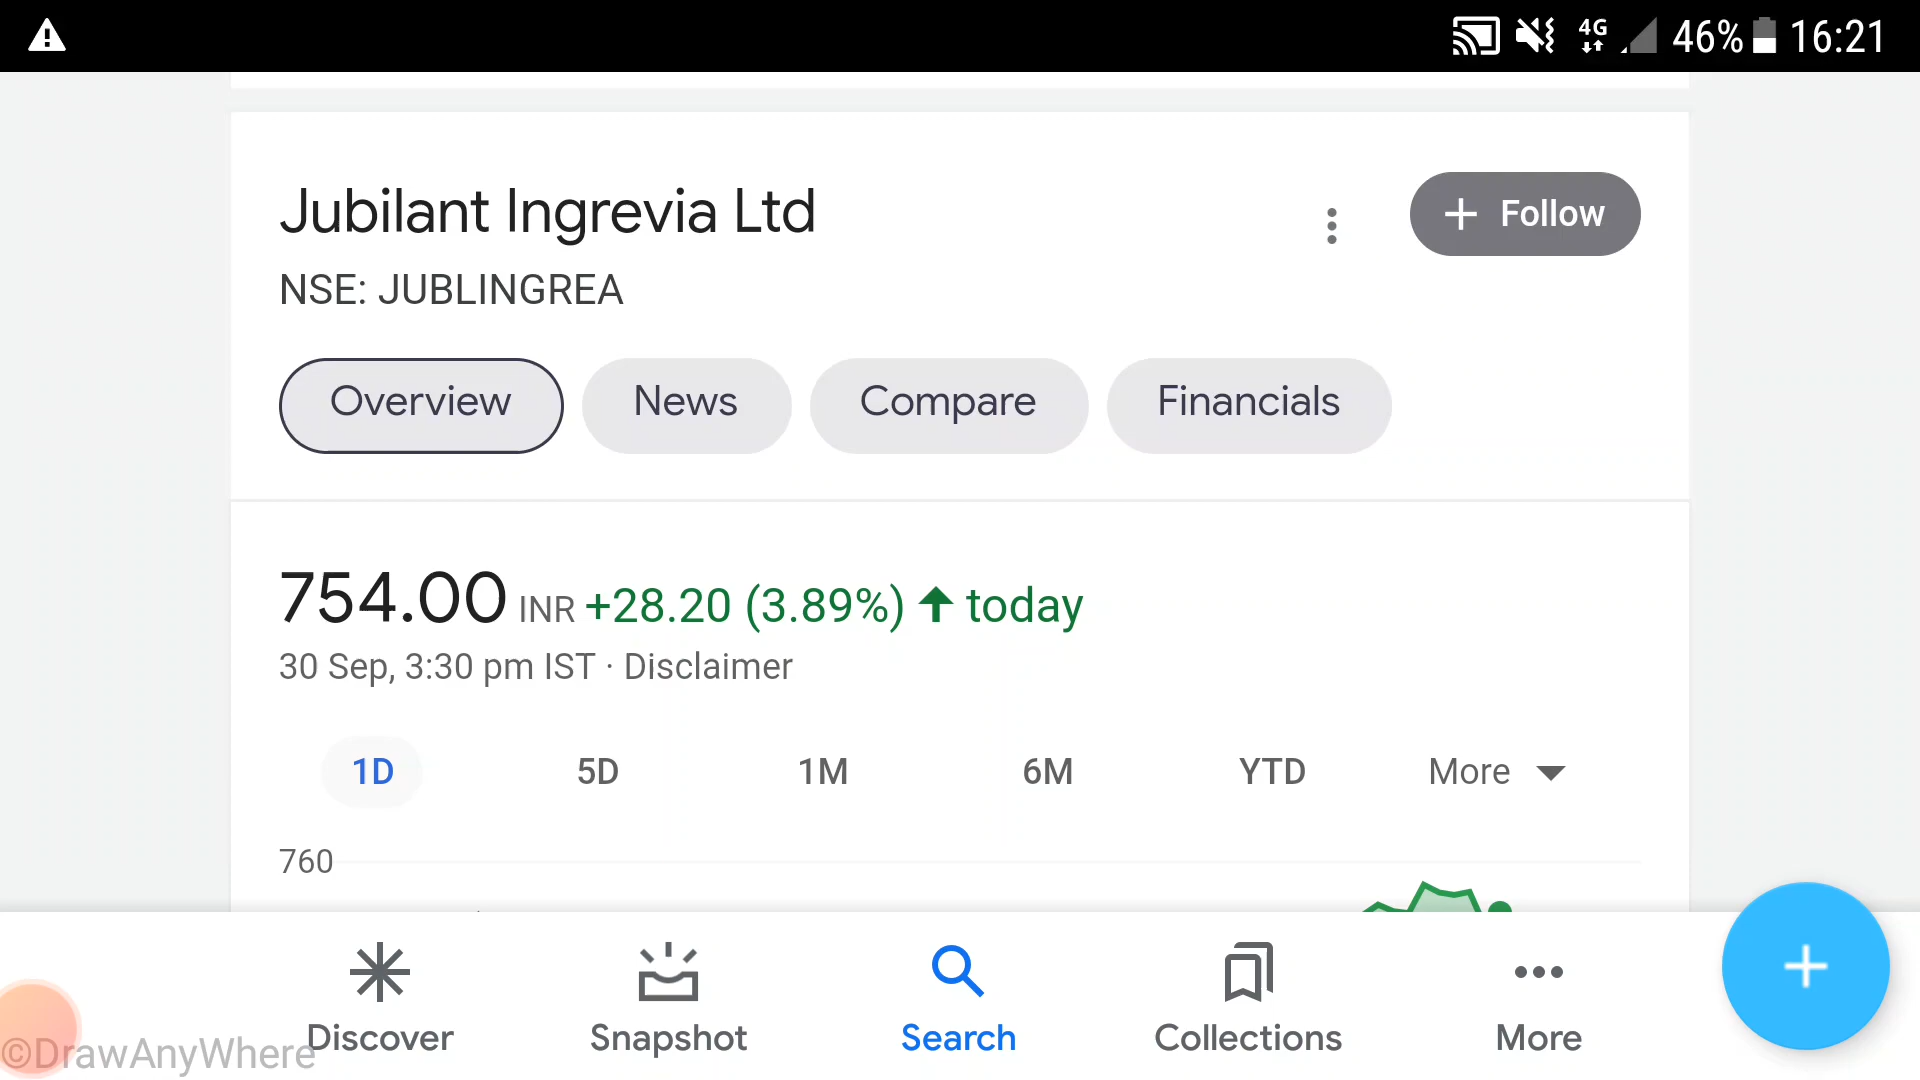 4G 46% 16:21
Jubilant Ingrevia Ltd
+ Follow
NSE: JUBLINGREA
Overview News Compare Financials
754.00 INR +28.20 (3.89%) ↑ today
30 Sep, 3:30 pm IST · Disclaimer
1D 5D 1M 6M YTD More
760
Discover Snapshot Search Collections More
©DrawAnyWhere